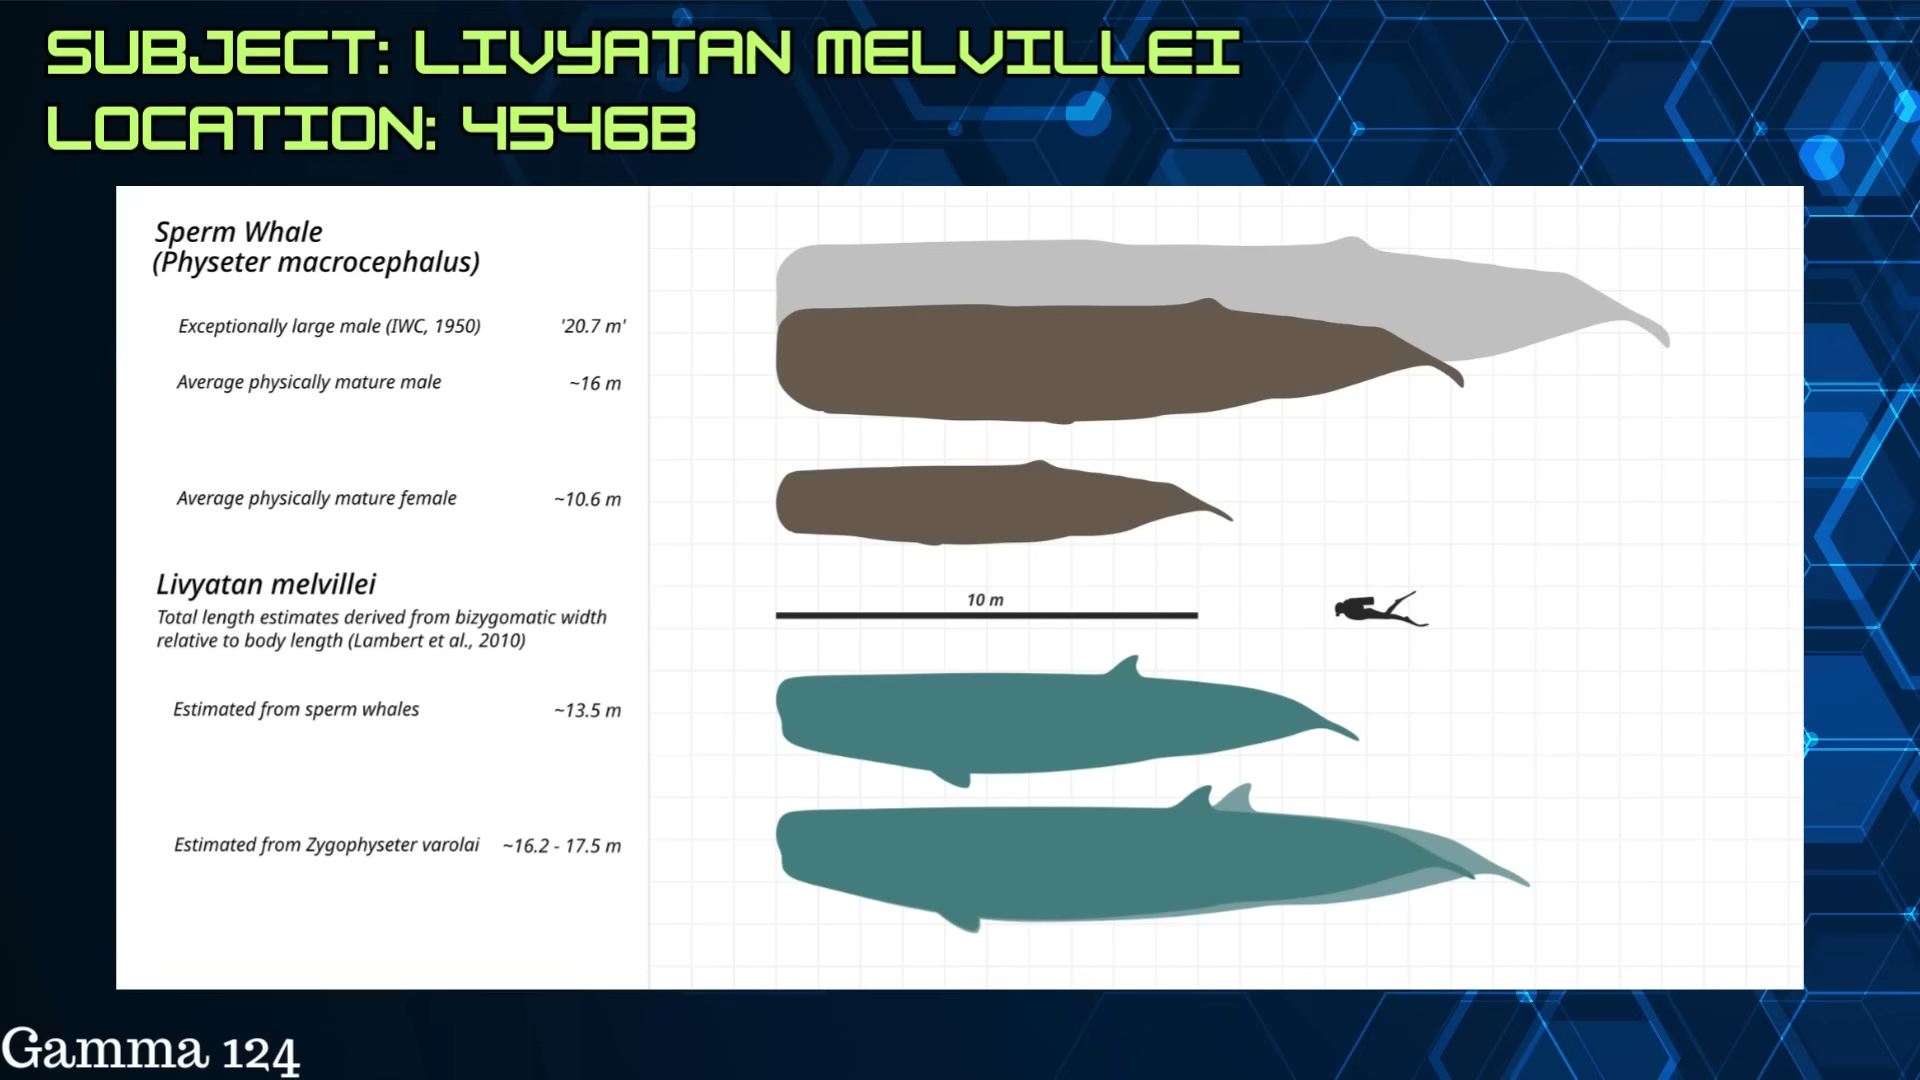 SUBJECT: LIVYATAN MELVILLEI
LOCATION: 4546B
Sperm Whale
(Physeter macrocephalus)
Exceptionally large male (IWC, 1950) '20.7 m'
Average physically mature male ~16 m
Average physically mature female ~10.6 m
10 m
Livyatan melvillei
Total length estimates derived from bizygomatic width
relative to body length (Lambert et al., 2010)
Estimated from sperm whales ~13.5 m
Estimated from Zygophyseter varolai ~16.2 - 17.5 m
Gamma 124